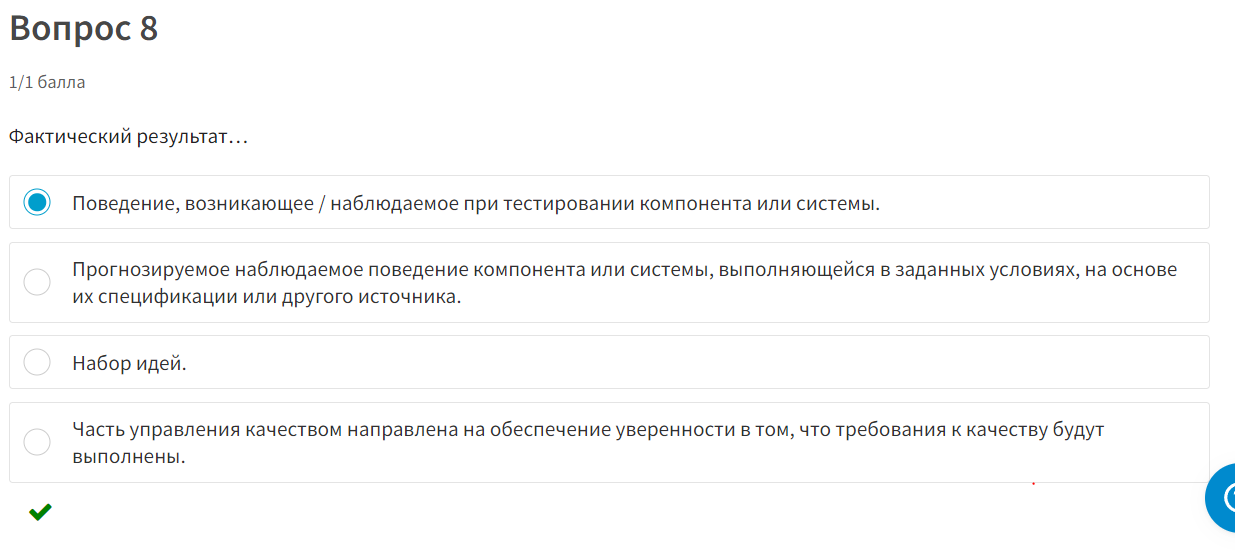 Вопрос 8
1/1 балла
Фактический результат…
Поведение, возникающее / наблюдаемое при тестировании компонента или системы.
Прогнозируемое наблюдаемое поведение компонента или системы, выполняющейся в заданных условиях, на основе
их спецификации или другого источника.
Набор идей.
Часть управления качеством направлена на обеспечение уверенности в том, что требования к качеству будут
выполнены.